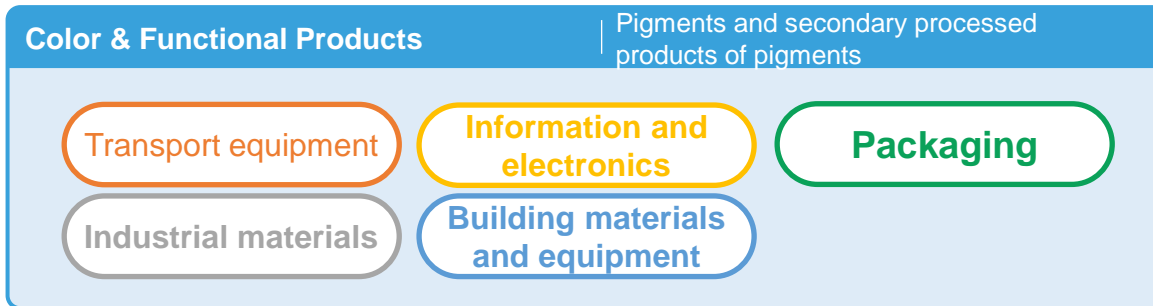 Color & Functional Products
Pigments and secondary processed
products of pigments
Transport equipment
Information and
electronics
Packaging
Industrial materials
Building materials
and equipment